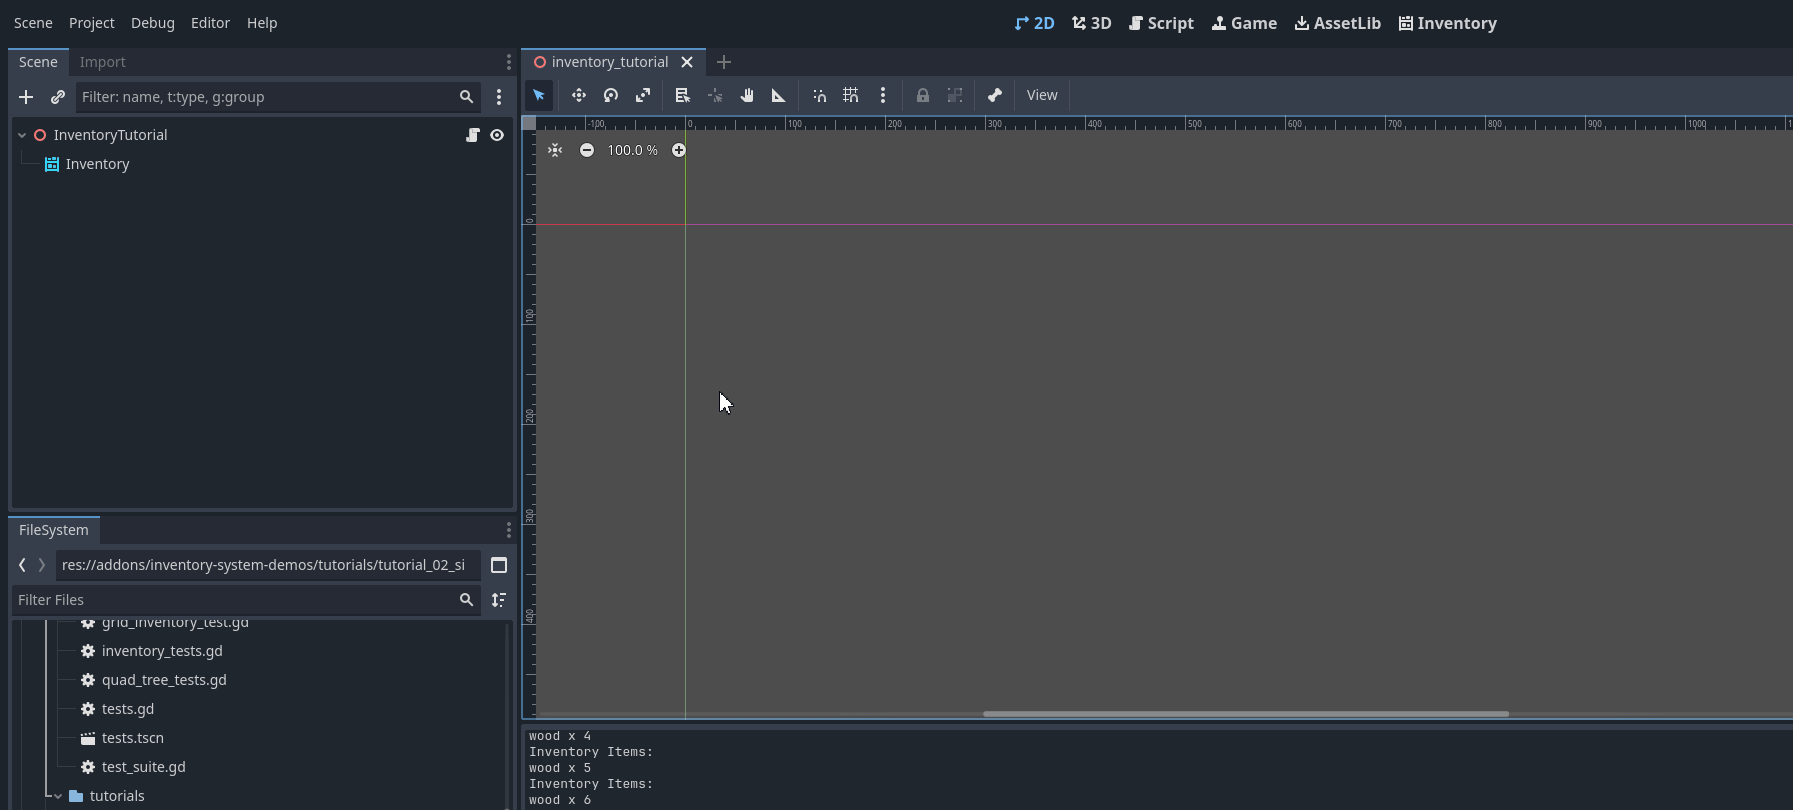 Scene Project Debug Editor Help 2D 3D Script Game AssetLib Inventory
Scene Import
inventory_tutorial
Filter: name, t:type, g:group
View
-100 0 100 200 300 400 500 600 700 800 900 1000
InventoryTutorial
100.0 %
Inventory
0
100
200
300
400
FileSystem
res://addons/inventory-system-demos/tutorials/tutorial_02_si
Filter Files
grid_inventory_test.gd
inventory_tests.gd
quad_tree_tests.gd
tests.gd
tests.tscn
test_suite.gd
tutorials
wood x 4
Inventory Items:
wood x 5
Inventory Items:
wood x 6